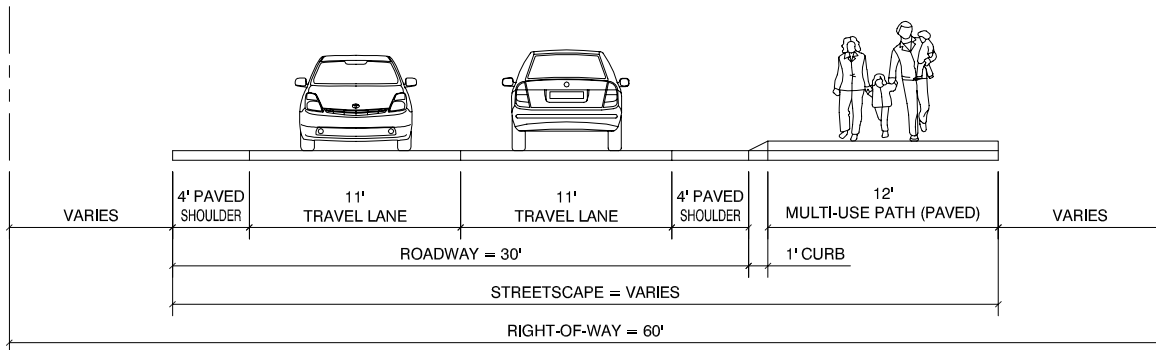 VARIES
4' PAVED
SHOULDER
11'
TRAVEL LANE
11'
TRAVEL LANE
4' PAVED
SHOULDER
12'
MULTI-USE PATH (PAVED)
VARIES
ROADWAY = 30'
1' CURB
STREETSCAPE = VARIES
RIGHT-OF-WAY = 60'